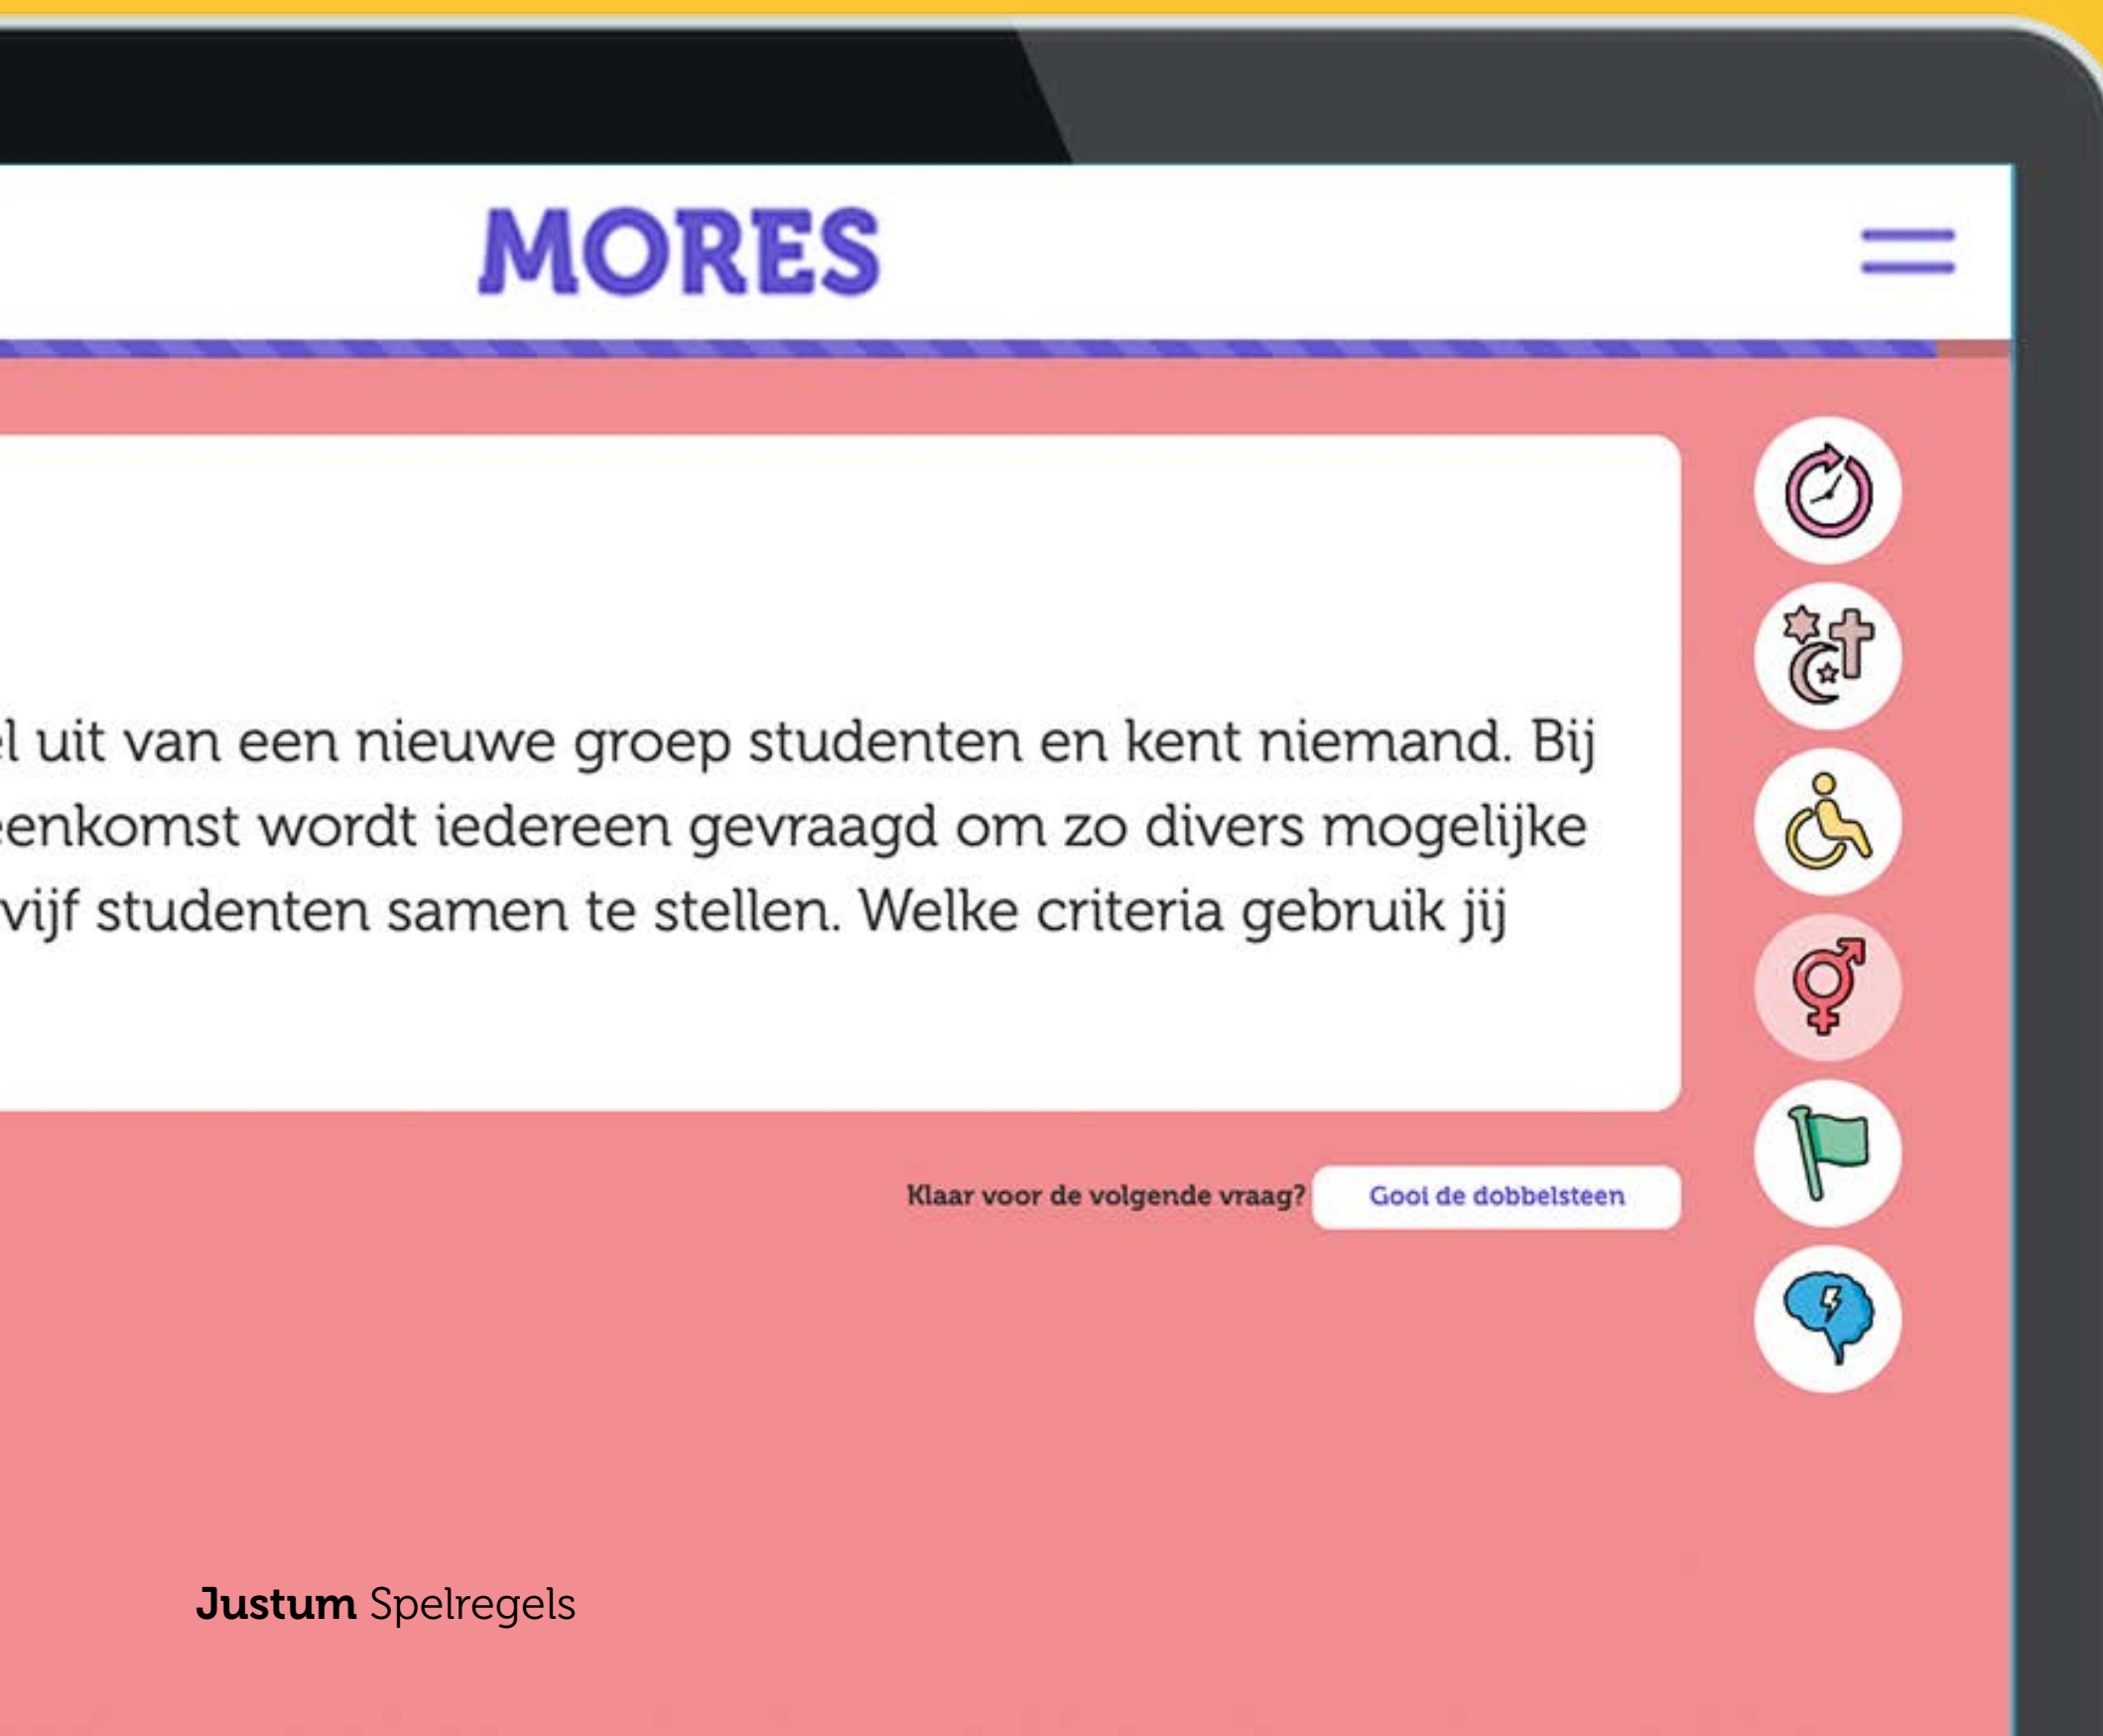 MORES
uit van een nieuwe groep studenten en kent niemand. Bij
wordt iedereen gevraagd om zo divers mogelijke
vijf studenten samen te stellen. Welke criteria gebruik jij
Klaar voor de volgende vraag? Gooi de dobbelsteen
Justum Spelregels